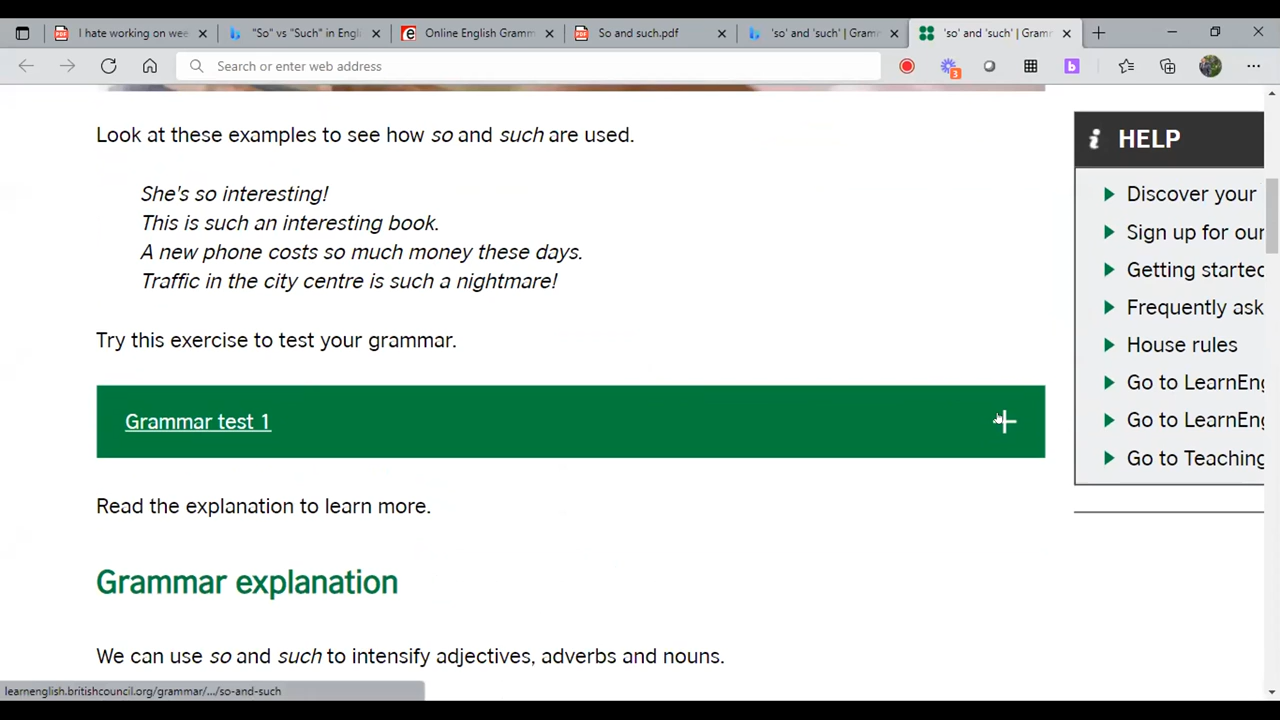 I hate working on wee
"So" vs "Such" in Engli
Online English Gramm
So and such.pdf
'so' and 'such' | Gramm
'so' and 'such' | Gramm
Search or enter web address
3
b
Look at these examples to see how so and such are used.
She's so interesting!
This is such an interesting book.
A new phone costs so much money these days.
Traffic in the city centre is such a nightmare!
Try this exercise to test your grammar.
Grammar test 1
Read the explanation to learn more.
Grammar explanation
We can use so and such to intensify adjectives, adverbs and nouns.
i HELP
Discover your
Sign up for our
Getting started
Frequently ask
House rules
Go to LearnEng
Go to LearnEng
Go to Teaching
learnenglish.britishcouncil.org/grammar/.../so-and-such